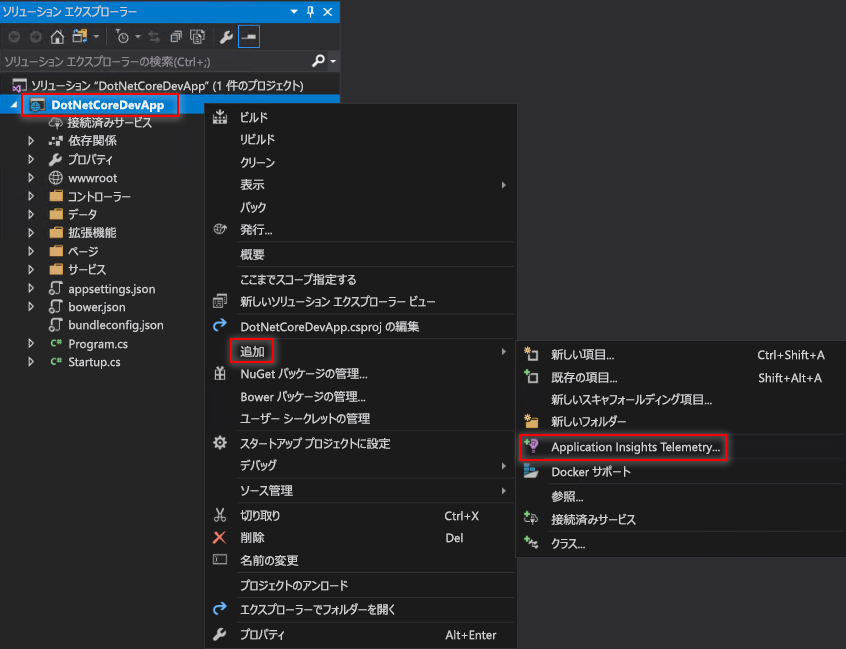 ソリューション エクスプローラー
ソリューション エクスプローラーの検索(Ctrl+;)
ソリューション "DotNetCoreDevApp" (1 件のプロジェクト)
DotNetCoreDevApp
接続済みサービス
依存関係
プロパティ
wwwroot
コントローラー
データ
拡張機能
ページ
サービス
appsettings.json
bower.json
bundleconfig.json
C# Program.cs
C# Startup.cs
ビルド
リビルド
クリーン
表示
パック
発行...
概要
ここまでスコープ指定する
新しいソリューション エクスプローラー ビュー
DotNetCoreDevApp.csproj の編集
追加
NuGet パッケージの管理...
Bower パッケージの管理...
ユーザー シークレットの管理
スタートアップ プロジェクトに設定
デバッグ
ソース管理
切り取り Ctrl+X
削除 Del
名前の変更
プロジェクトのアンロード
エクスプローラーでフォルダーを開く
プロパティ Alt+Enter
新しい項目... Ctrl+Shift+A
既存の項目... Shift+Alt+A
新しいスキャフォールディング項目...
新しいフォルダー
Application Insights Telemetry...
Docker サポート
参照...
接続済みサービス
クラス...